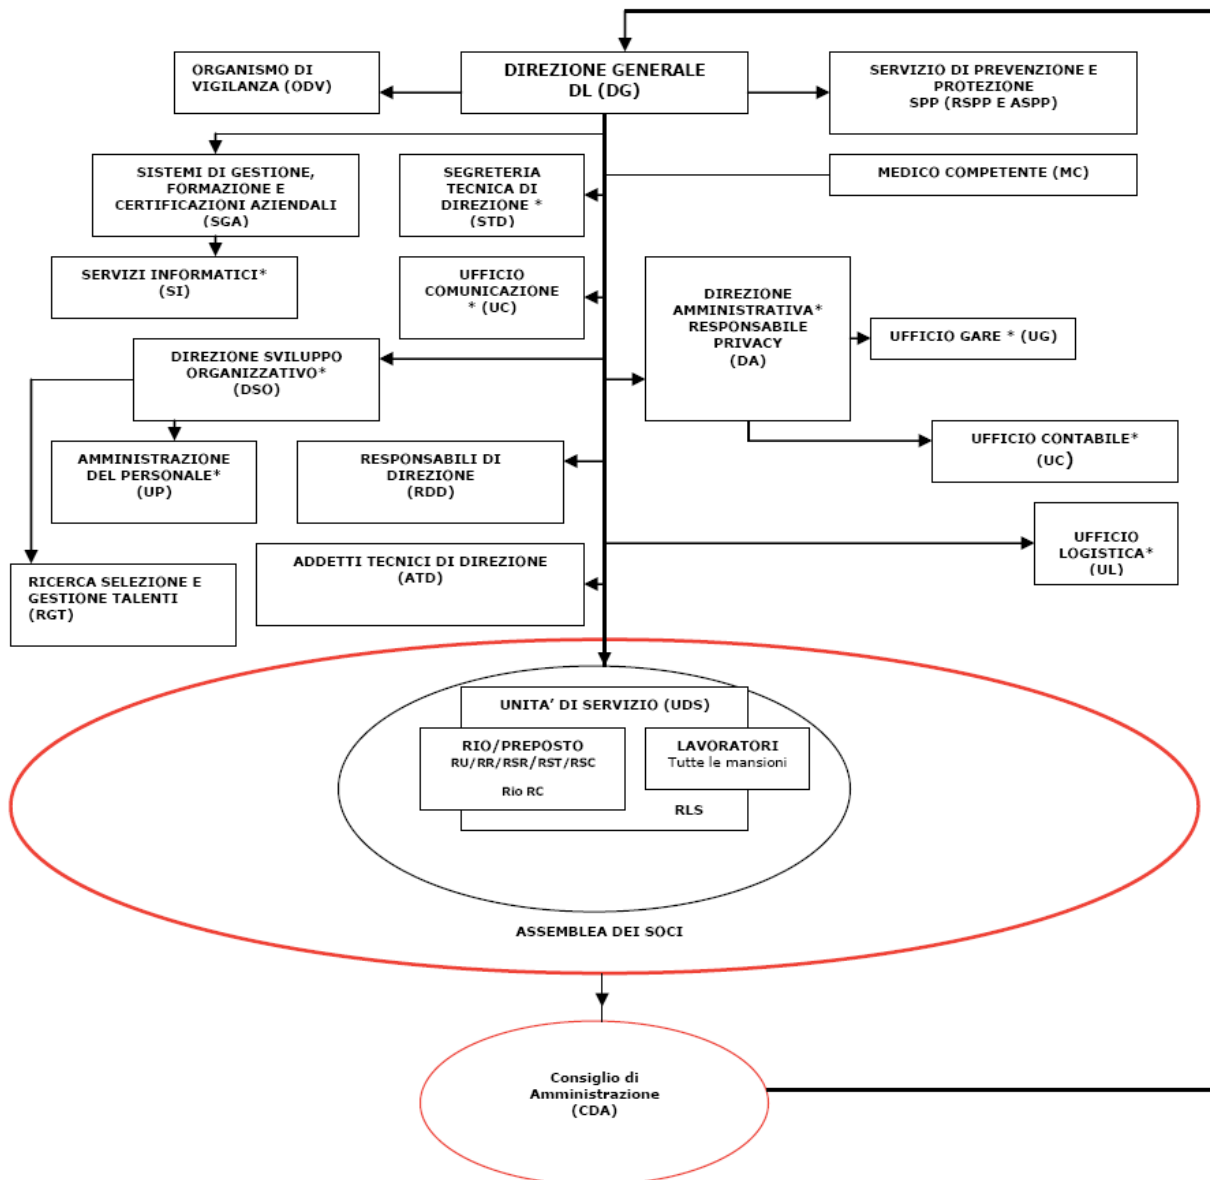 ORGANISMO DI
VIGILANZA (ODV)
DIREZIONE GENERALE
DL (DG)
SERVIZIO DI PREVENZIONE E
PROTEZIONE
SPP (RSPP E ASPP)
SISTEMI DI GESTIONE,
FORMAZIONE E
CERTIFICAZIONI AZIENDALI
(SGA)
SEGRETERIA
TECNICA DI
DIREZIONE *
(STD)
MEDICO COMPETENTE (MC)
SERVIZI INFORMATICI*
(SI)
UFFICIO
COMUNICAZIONE
* (UC)
DIREZIONE
AMMINISTRATIVA*
RESPONSABILE
PRIVACY
(DA)
UFFICIO GARE * (UG)
DIREZIONE SVILUPPO
ORGANIZZATIVO*
(DSO)
UFFICIO CONTABILE*
(UC)
AMMINISTRAZIONE
DEL PERSONALE*
(UP)
RESPONSABILI DI
DIREZIONE
(RDD)
UFFICIO
LOGISTICA*
(UL)
ADDETTI TECNICI DI DIREZIONE
(ATD)
RICERCA SELEZIONE E
GESTIONE TALENTI
(RGT)
UNITA' DI SERVIZIO (UDS)
RIO/PREPOSTO
RU/RR/RSR/RST/RSC
Rio RC
LAVORATORI
Tutte le mansioni
RLS
ASSEMBLEA DEI SOCI
Consiglio di
Amministrazione
(CDA)